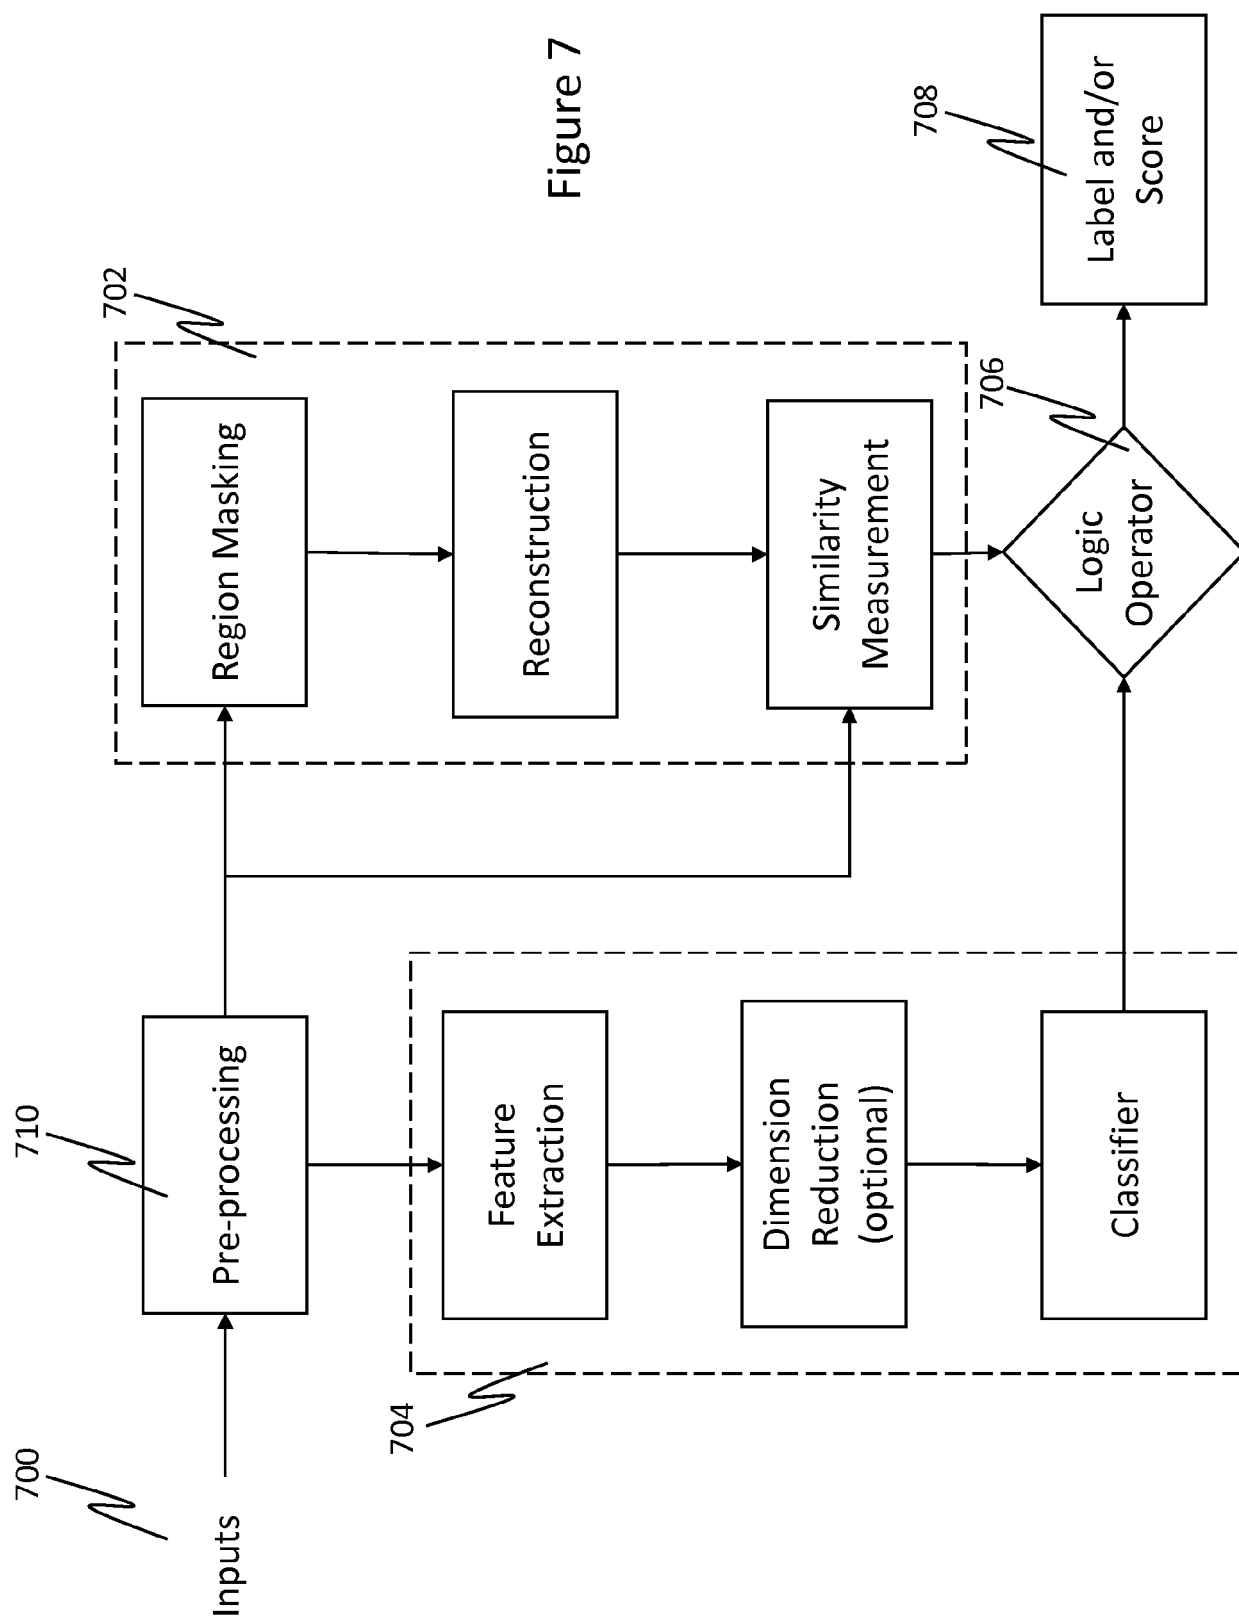 700
Inputs
710
Pre-processing
702
Region Masking
Reconstruction
Similarity
Measurement
704
Feature
Extraction
Dimension
Reduction
(optional)
Classifier
706
Logic
Operator
708
Label and/or
Score
Figure 7